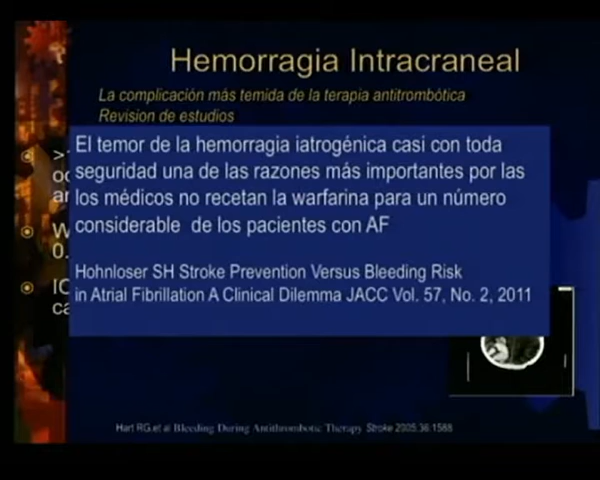 Hemorragia Intracraneal
La complicación más temida de la terapia antitrombótica
Revision de estudios
El temor de la hemorragia iatrogénica casi con toda
seguridad una de las razones más importantes por las
los médicos no recetan la warfarina para un número
considerable de los pacientes con AF
Hohnloser SH Stroke Prevention Versus Bleeding Risk
in Atrial Fibrillation A Clinical Dilemma JACC Vol. 57, No. 2, 2011
Hart RG.et al Bleeding During Antithrombotic Therapy Stroke 2005;36:1588